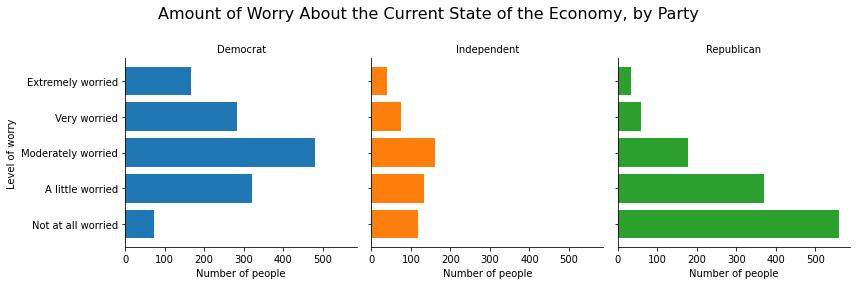 Amount of Worry About the Current State of the Economy, by Party
Democrat
Independent
Republican
Level of worry
Extremely worried
Very worried
Moderately worried
A little worried
Not at all worried
0 100 200 300 400 500
0 100 200 300 400 500
0 100 200 300 400 500
Number of people
Number of people
Number of people